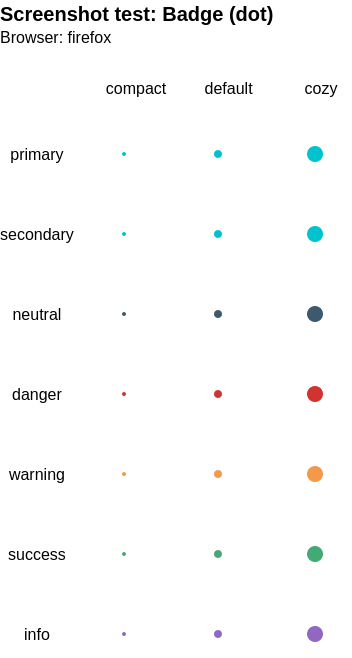 Screenshot test: Badge (dot)
Browser: firefox
compact default cozy
primary
secondary
neutral
danger
warning
success
info